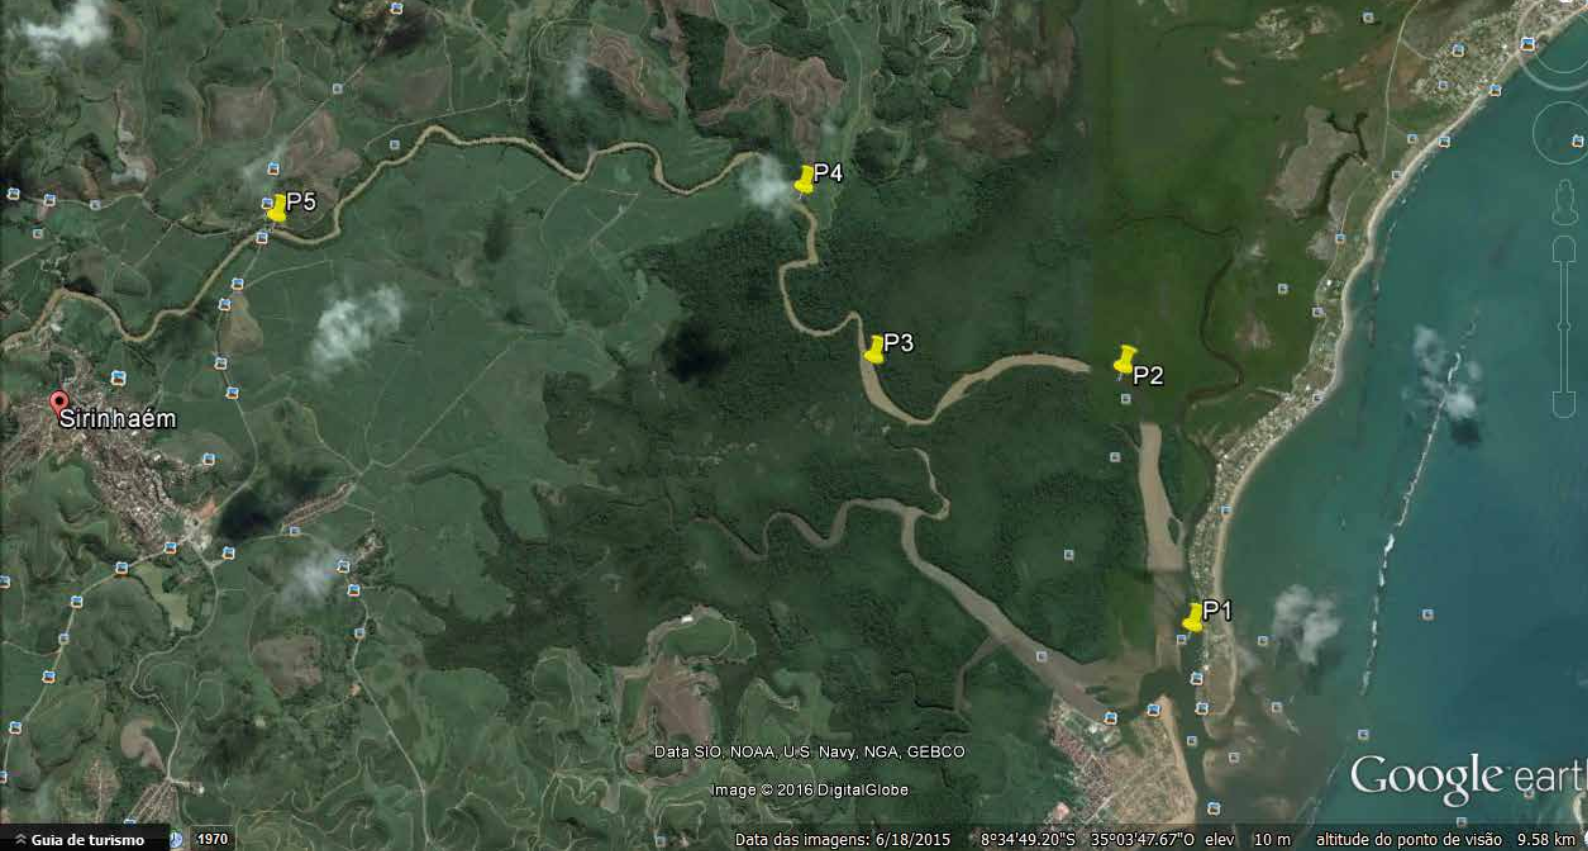 P4
P5
P3
P2
Sirinhaém
P1
Data SIO, NOAA, U.S. Navy, NGA, GEBCO
Image © 2016 DigitalGlobe
Google earth
Guia de turismo
1970
Data das imagens: 6/18/2015 8°34'49.20"S 35°03'47.67"O elev 10 m altitude do ponto de visão 9.58 km